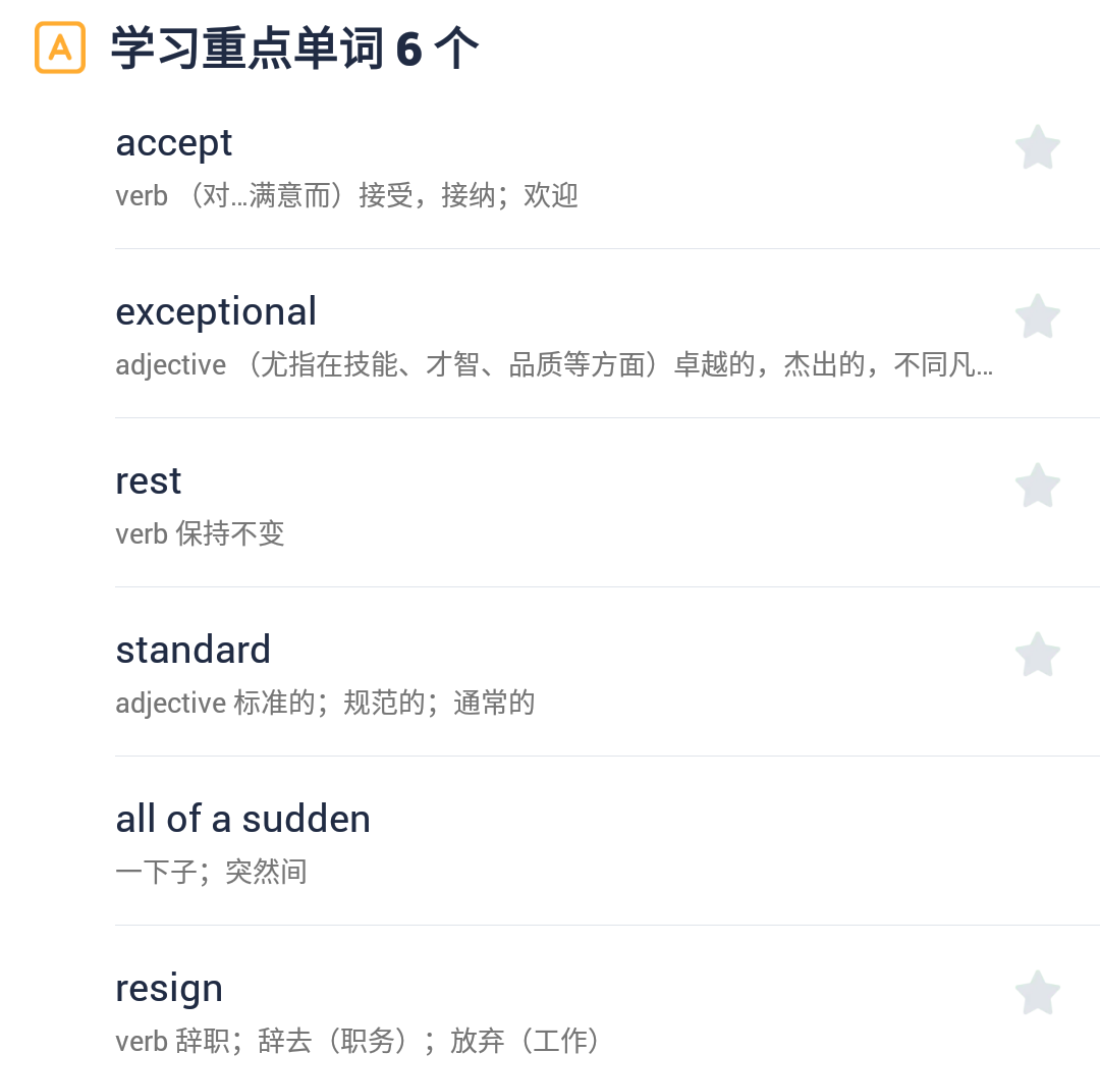 A 学习重点单词 6 个
accept
verb （对…满意而）接受，接纳；欢迎
exceptional
adjective （尤指在技能、才智、品质等方面）卓越的，杰出的，不同凡…
rest
verb 保持不变
standard
adjective 标准的；规范的；通常的
all of a sudden
一下子；突然间
resign
verb 辞职；辞去（职务）；放弃（工作）